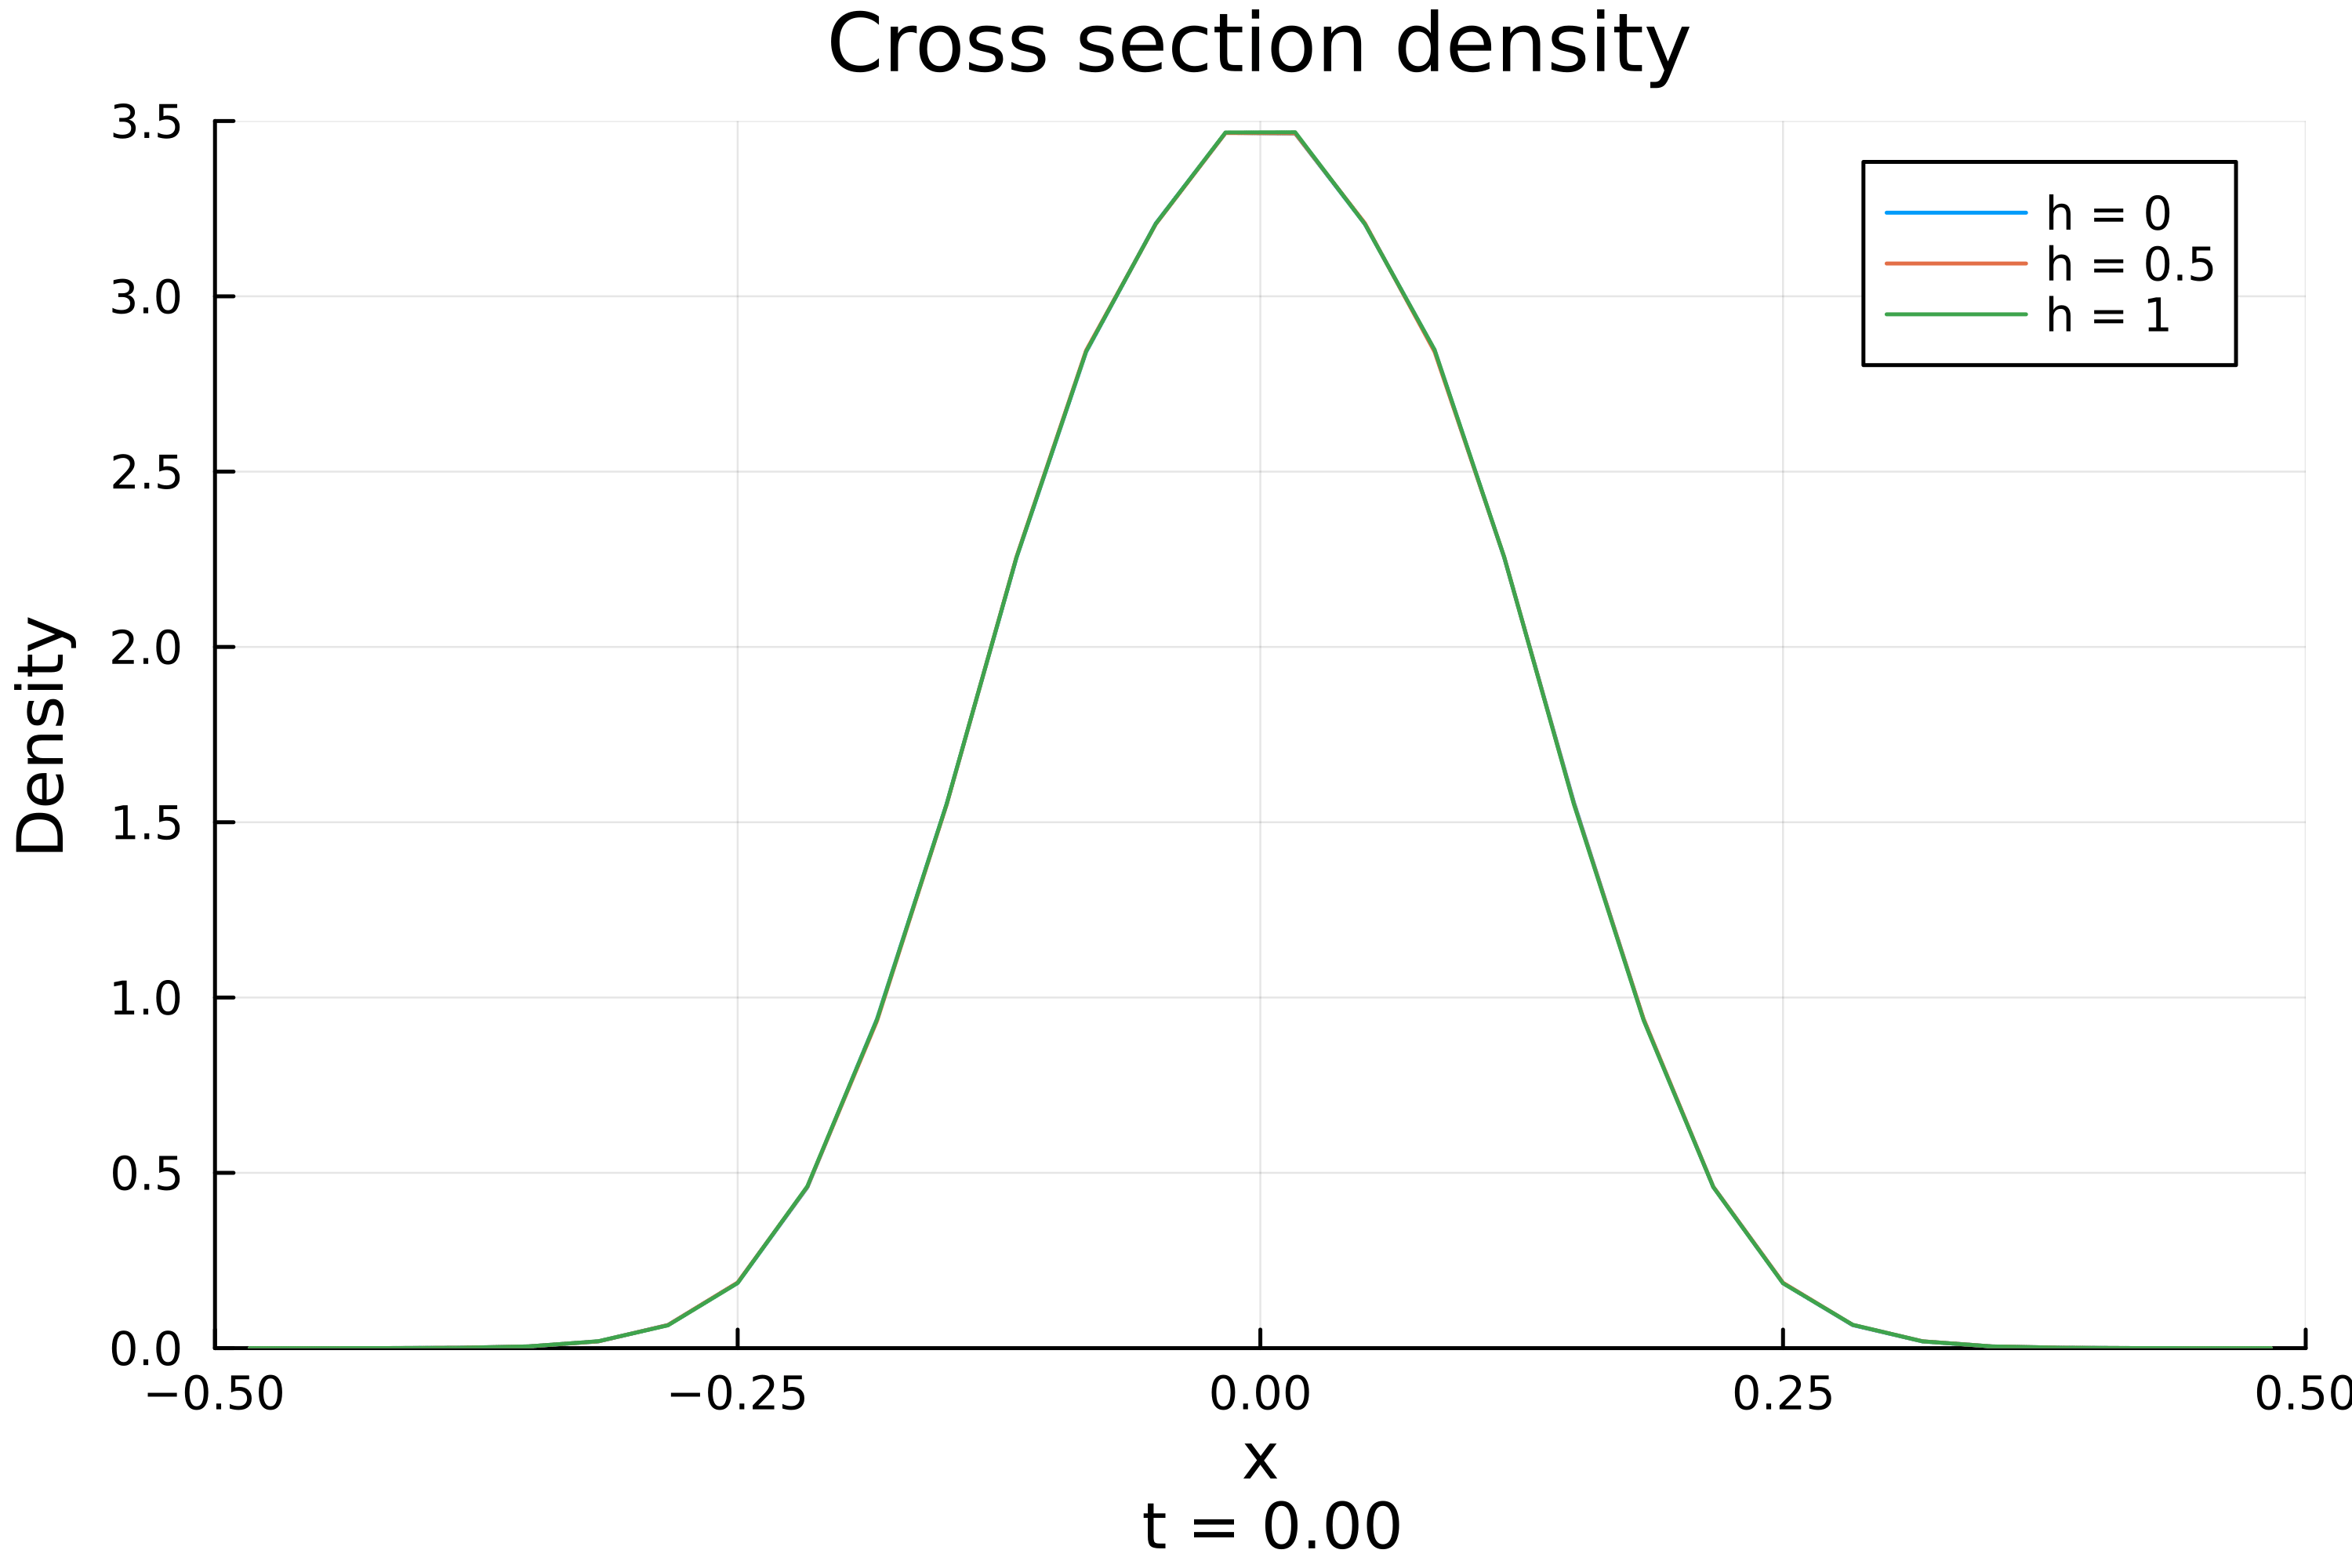 Cross section density
3.5
3.0
2.5
2.0
1.5
1.0
0.5
0.0
Density
h = 0
h = 0.5
h = 1
−0.50 −0.25 0.00 0.25 0.50
x
t = 0.00